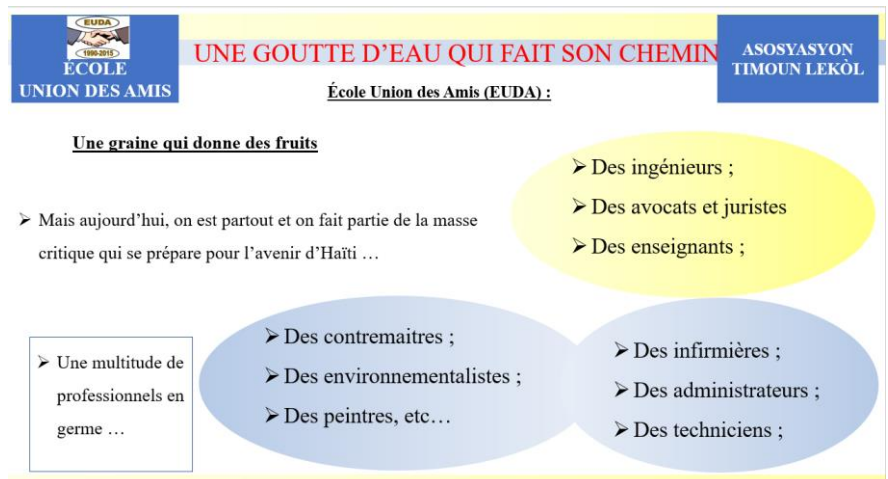 EUDA
1990-2015
ÉCOLE
UNION DES AMIS
UNE GOUTTE D’EAU QUI FAIT SON CHEMIN
ASOSYASYON
TIMOUN LEKÒL
École Union des Amis (EUDA) :
Une graine qui donne des fruits
➢ Mais aujourd’hui, on est partout et on fait partie de la masse
critique qui se prépare pour l’avenir d’Haïti …
➢ Des ingénieurs ;
➢ Des avocats et juristes
➢ Des enseignants ;
➢ Une multitude de
professionnels en
germe …
➢ Des contremaitres ;
➢ Des environnementalistes ;
➢ Des peintres, etc…
➢ Des infirmières ;
➢ Des administrateurs ;
➢ Des techniciens ;